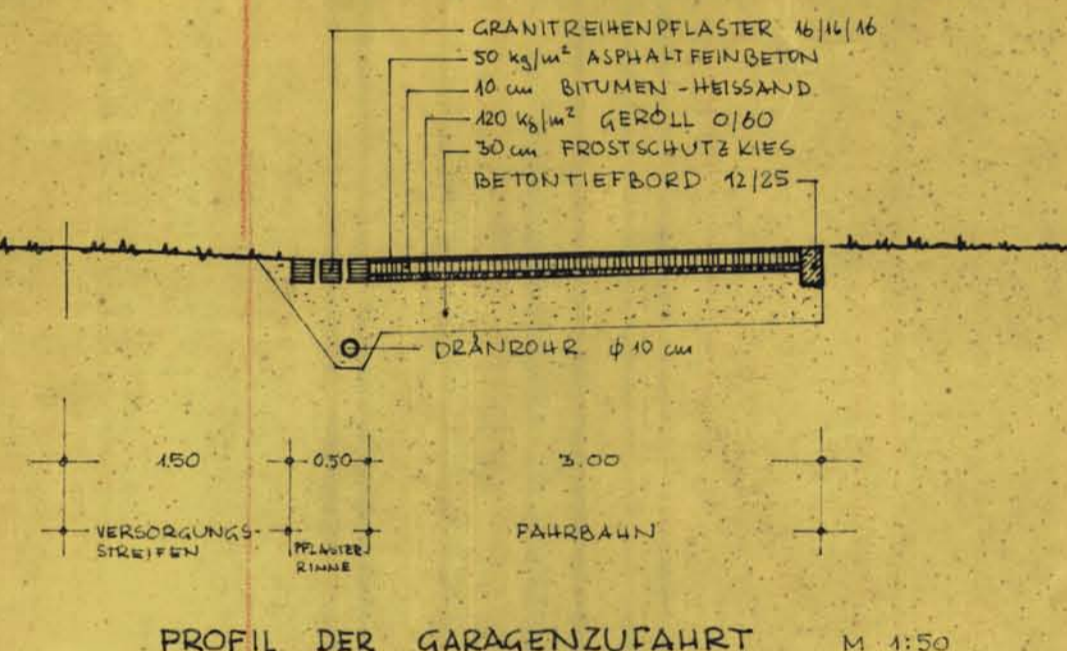 GRANITREIHENPFLASTER 16/16/16
50 kg/m² ASPHALTFEINBETON
10 cm BITUMEN - HEISSAND
120 kg/m² GERÖLL 0/60
30 cm FROSTSCHUTZKIES
BETONTIEFBORD 12/25
DRÄNROHR ϕ 10 cm
1.50 0.50 3.00
VERSORGUNGS-
STREIFEN
PFLASTER
RINNE
FAHRBAHN
PROFIL DER GARAGENZUFAHRT M 1:50